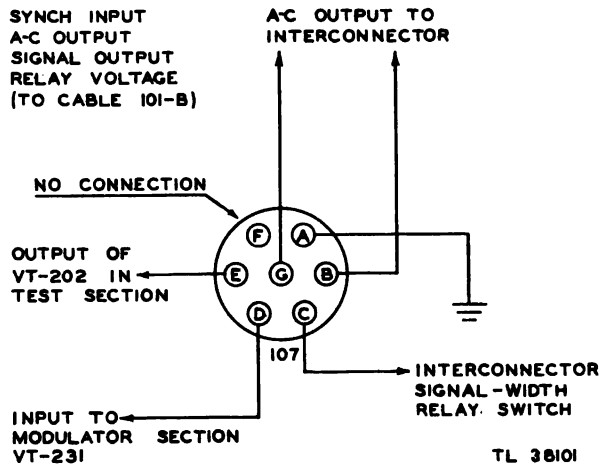 SYNCH INPUT
A-C OUTPUT
SIGNAL OUTPUT
RELAY VOLTAGE
(TO CABLE 101-B)
A-C OUTPUT TO
INTERCONNECTOR
NO CONNECTION
F
A
OUTPUT OF
VT-202 IN
TEST SECTION
E
G
B
D
C
107
INTERCONNECTOR
SIGNAL-WIDTH
RELAY SWITCH
INPUT TO
MODULATOR SECTION
VT-231
TL 38101